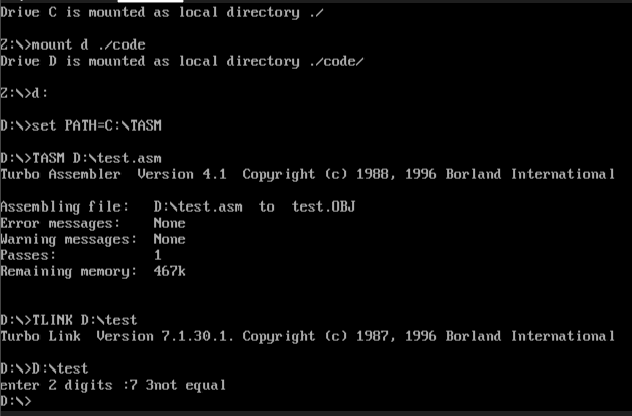 Drive C is mounted as local directory ./
Z:\>mount d ./code
Drive D is mounted as local directory ./code/
Z:\>d:
D:\>set PATH=C:\TASM
D:\>TASM D:\test.asm
Turbo Assembler  Version 4.1  Copyright (c) 1988, 1996 Borland International
Assembling file:   D:\test.asm  to  test.OBJ
Error messages:    None
Warning messages:  None
Passes:            1
Remaining memory:  467k
D:\>TLINK D:\test
Turbo Link  Version 7.1.30.1. Copyright (c) 1987, 1996 Borland International
D:\>D:\test
enter 2 digits :7 3not equal
D:\>